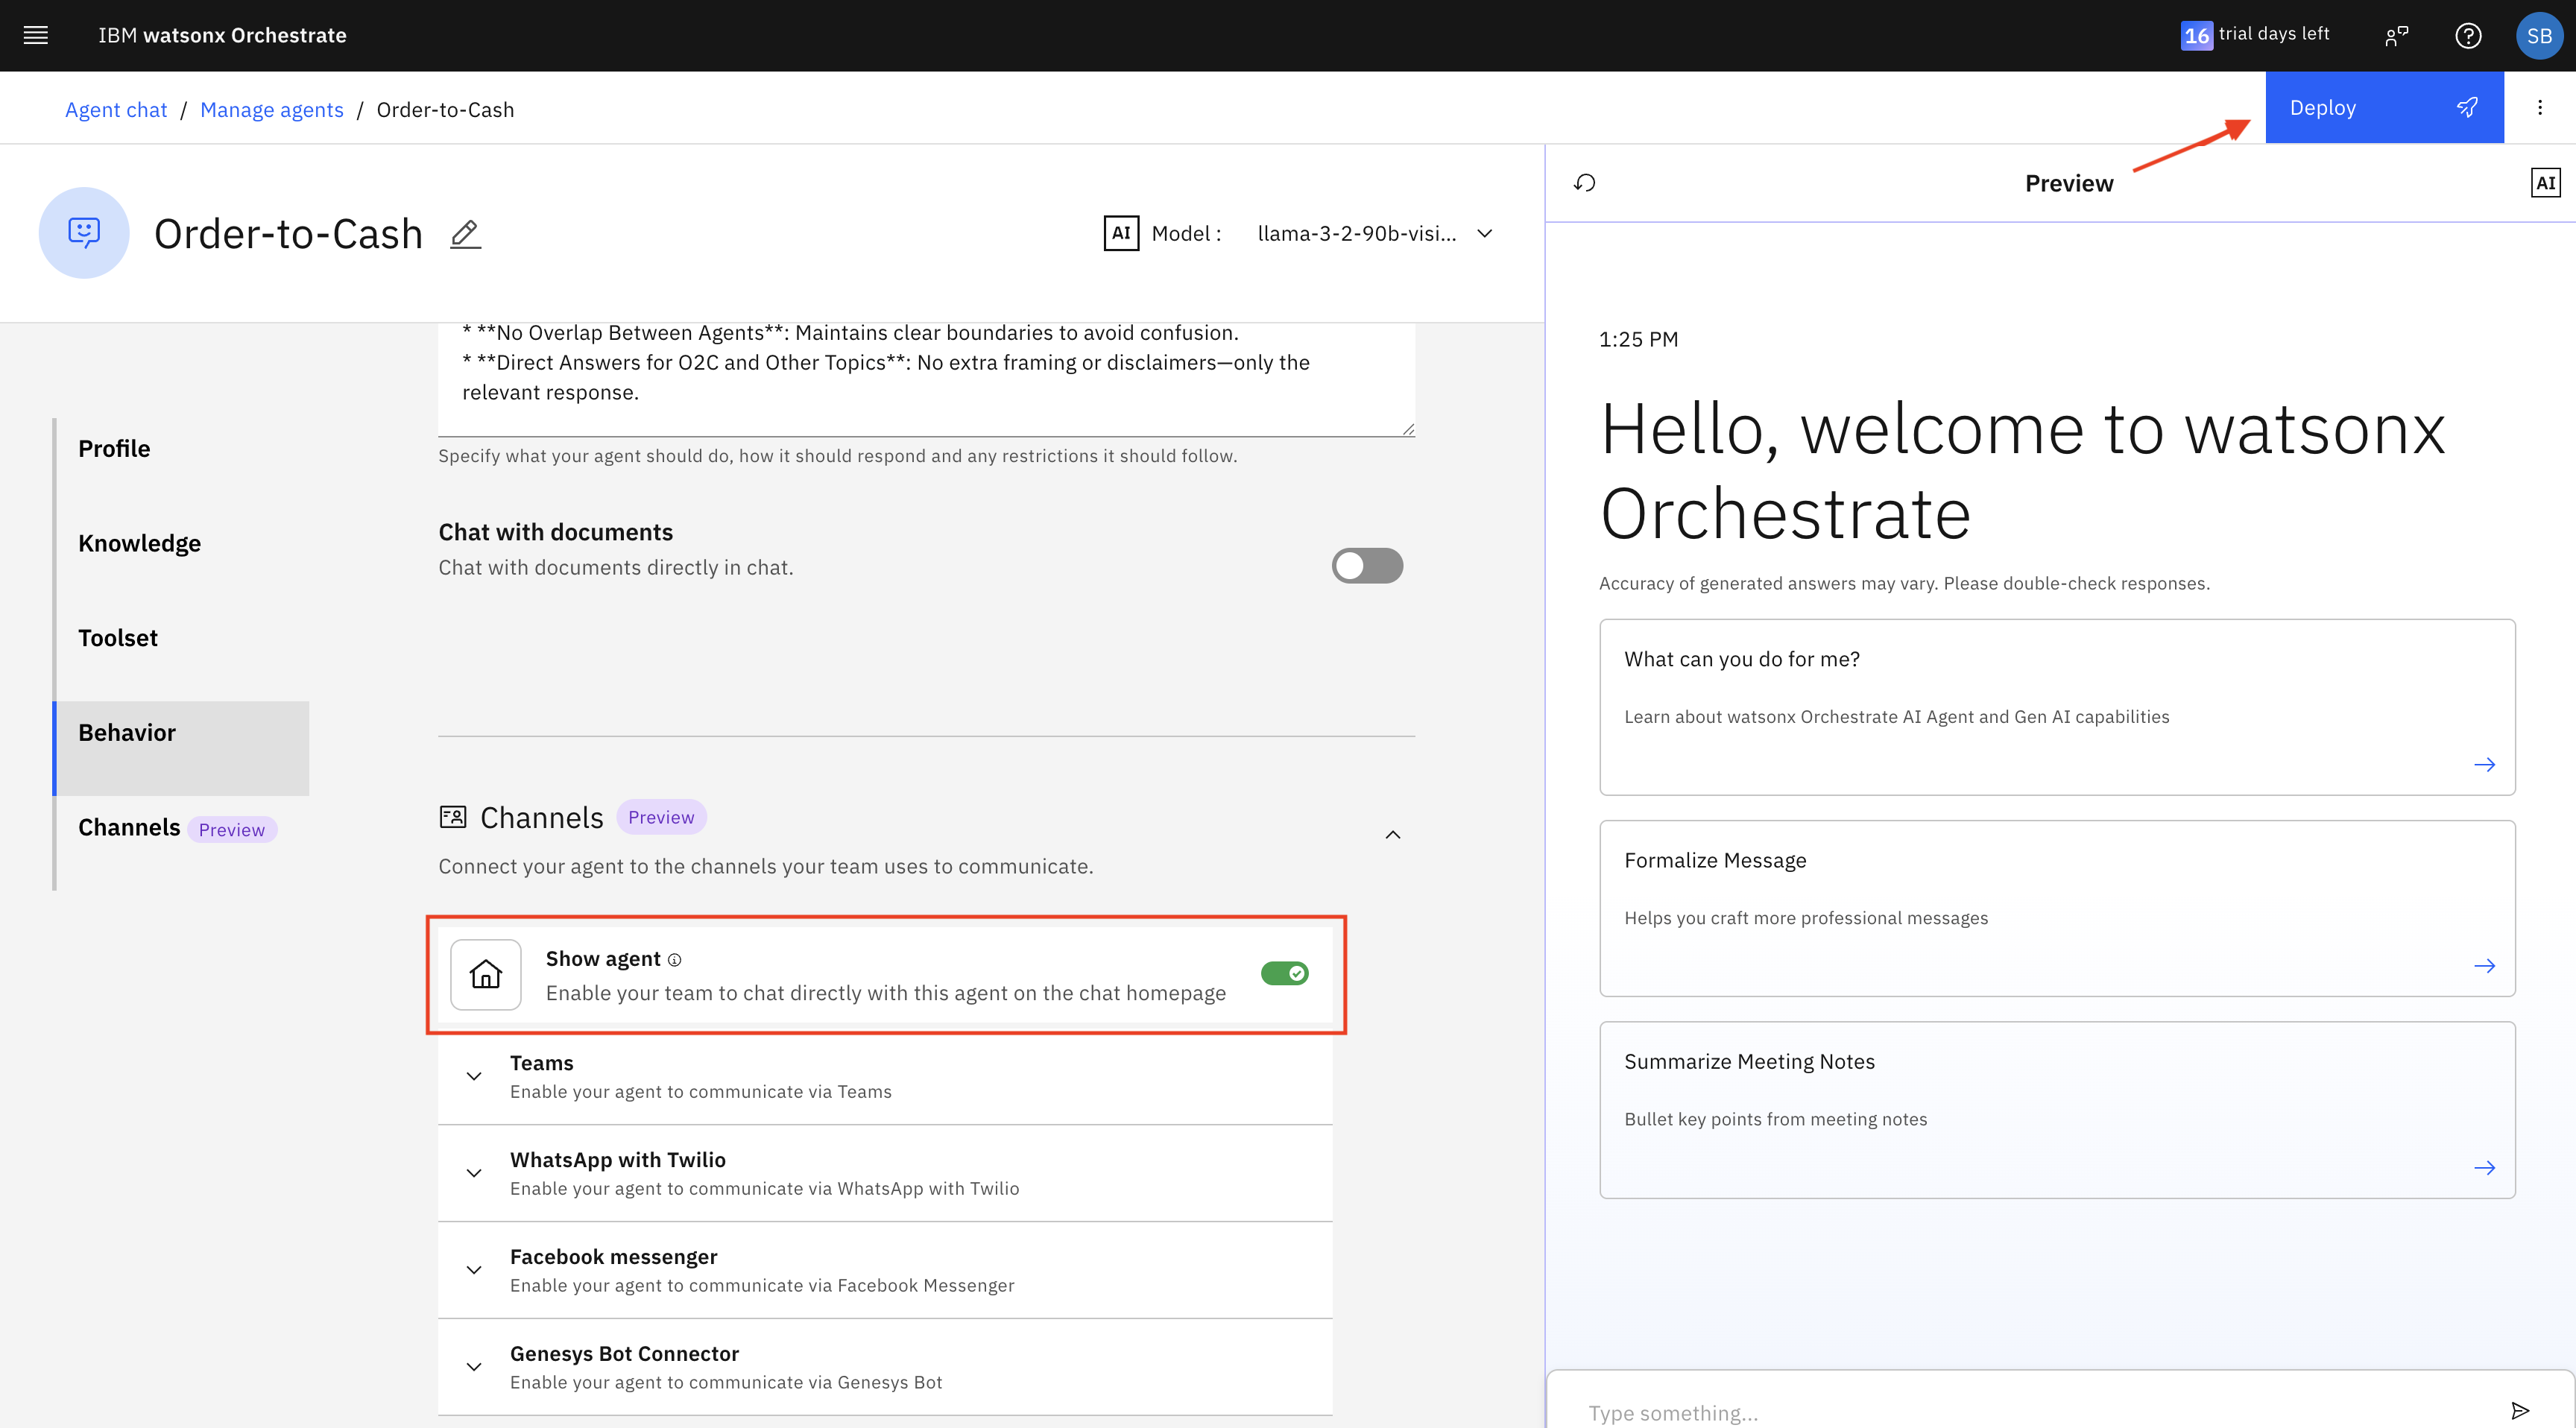 IBM watsonx Orchestrate
16 trial days left
SB
Agent chat / Manage agents / Order-to-Cash
Deploy
Order-to-Cash
AI Model : llama-3-2-90b-visi...
* **No Overlap Between Agents**: Maintains clear boundaries to avoid confusion.
* **Direct Answers for O2C and Other Topics**: No extra framing or disclaimers—only the
relevant response.
Specify what your agent should do, how it should respond and any restrictions it should follow.
Profile
Knowledge
Toolset
Behavior
Channels Preview
Chat with documents
Chat with documents directly in chat.
Channels Preview
Connect your agent to the channels your team uses to communicate.
Show agent
Enable your team to chat directly with this agent on the chat homepage
Teams
Enable your agent to communicate via Teams
WhatsApp with Twilio
Enable your agent to communicate via WhatsApp with Twilio
Facebook messenger
Enable your agent to communicate via Facebook Messenger
Genesys Bot Connector
Enable your agent to communicate via Genesys Bot
Preview
AI
1:25 PM
Hello, welcome to watsonx
Orchestrate
Accuracy of generated answers may vary. Please double-check responses.
What can you do for me?
Learn about watsonx Orchestrate AI Agent and Gen AI capabilities
Formalize Message
Helps you craft more professional messages
Summarize Meeting Notes
Bullet key points from meeting notes
Type something...